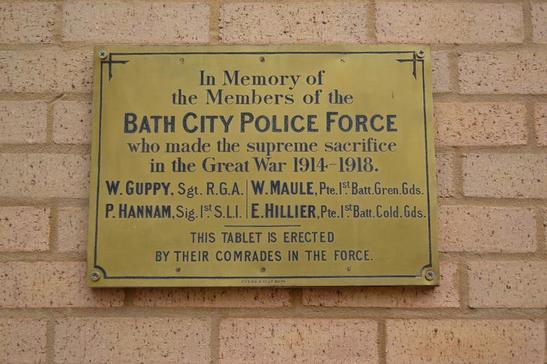 In Memory of
the Members of the
BATH CITY POLICE FORCE
who made the supreme sacrifice
in the Great War 1914-1918.
W. GUPPY, Sgt. R.G.A. W. MAULE, Pte. 1st Batt. Gren. Gds.
P. HANNAM, Sig. 1st S.L.I. E. HILLIER, Pte. 1st Batt. Cold. Gds.
THIS TABLET IS ERECTED
BY THEIR COMRADES IN THE FORCE.